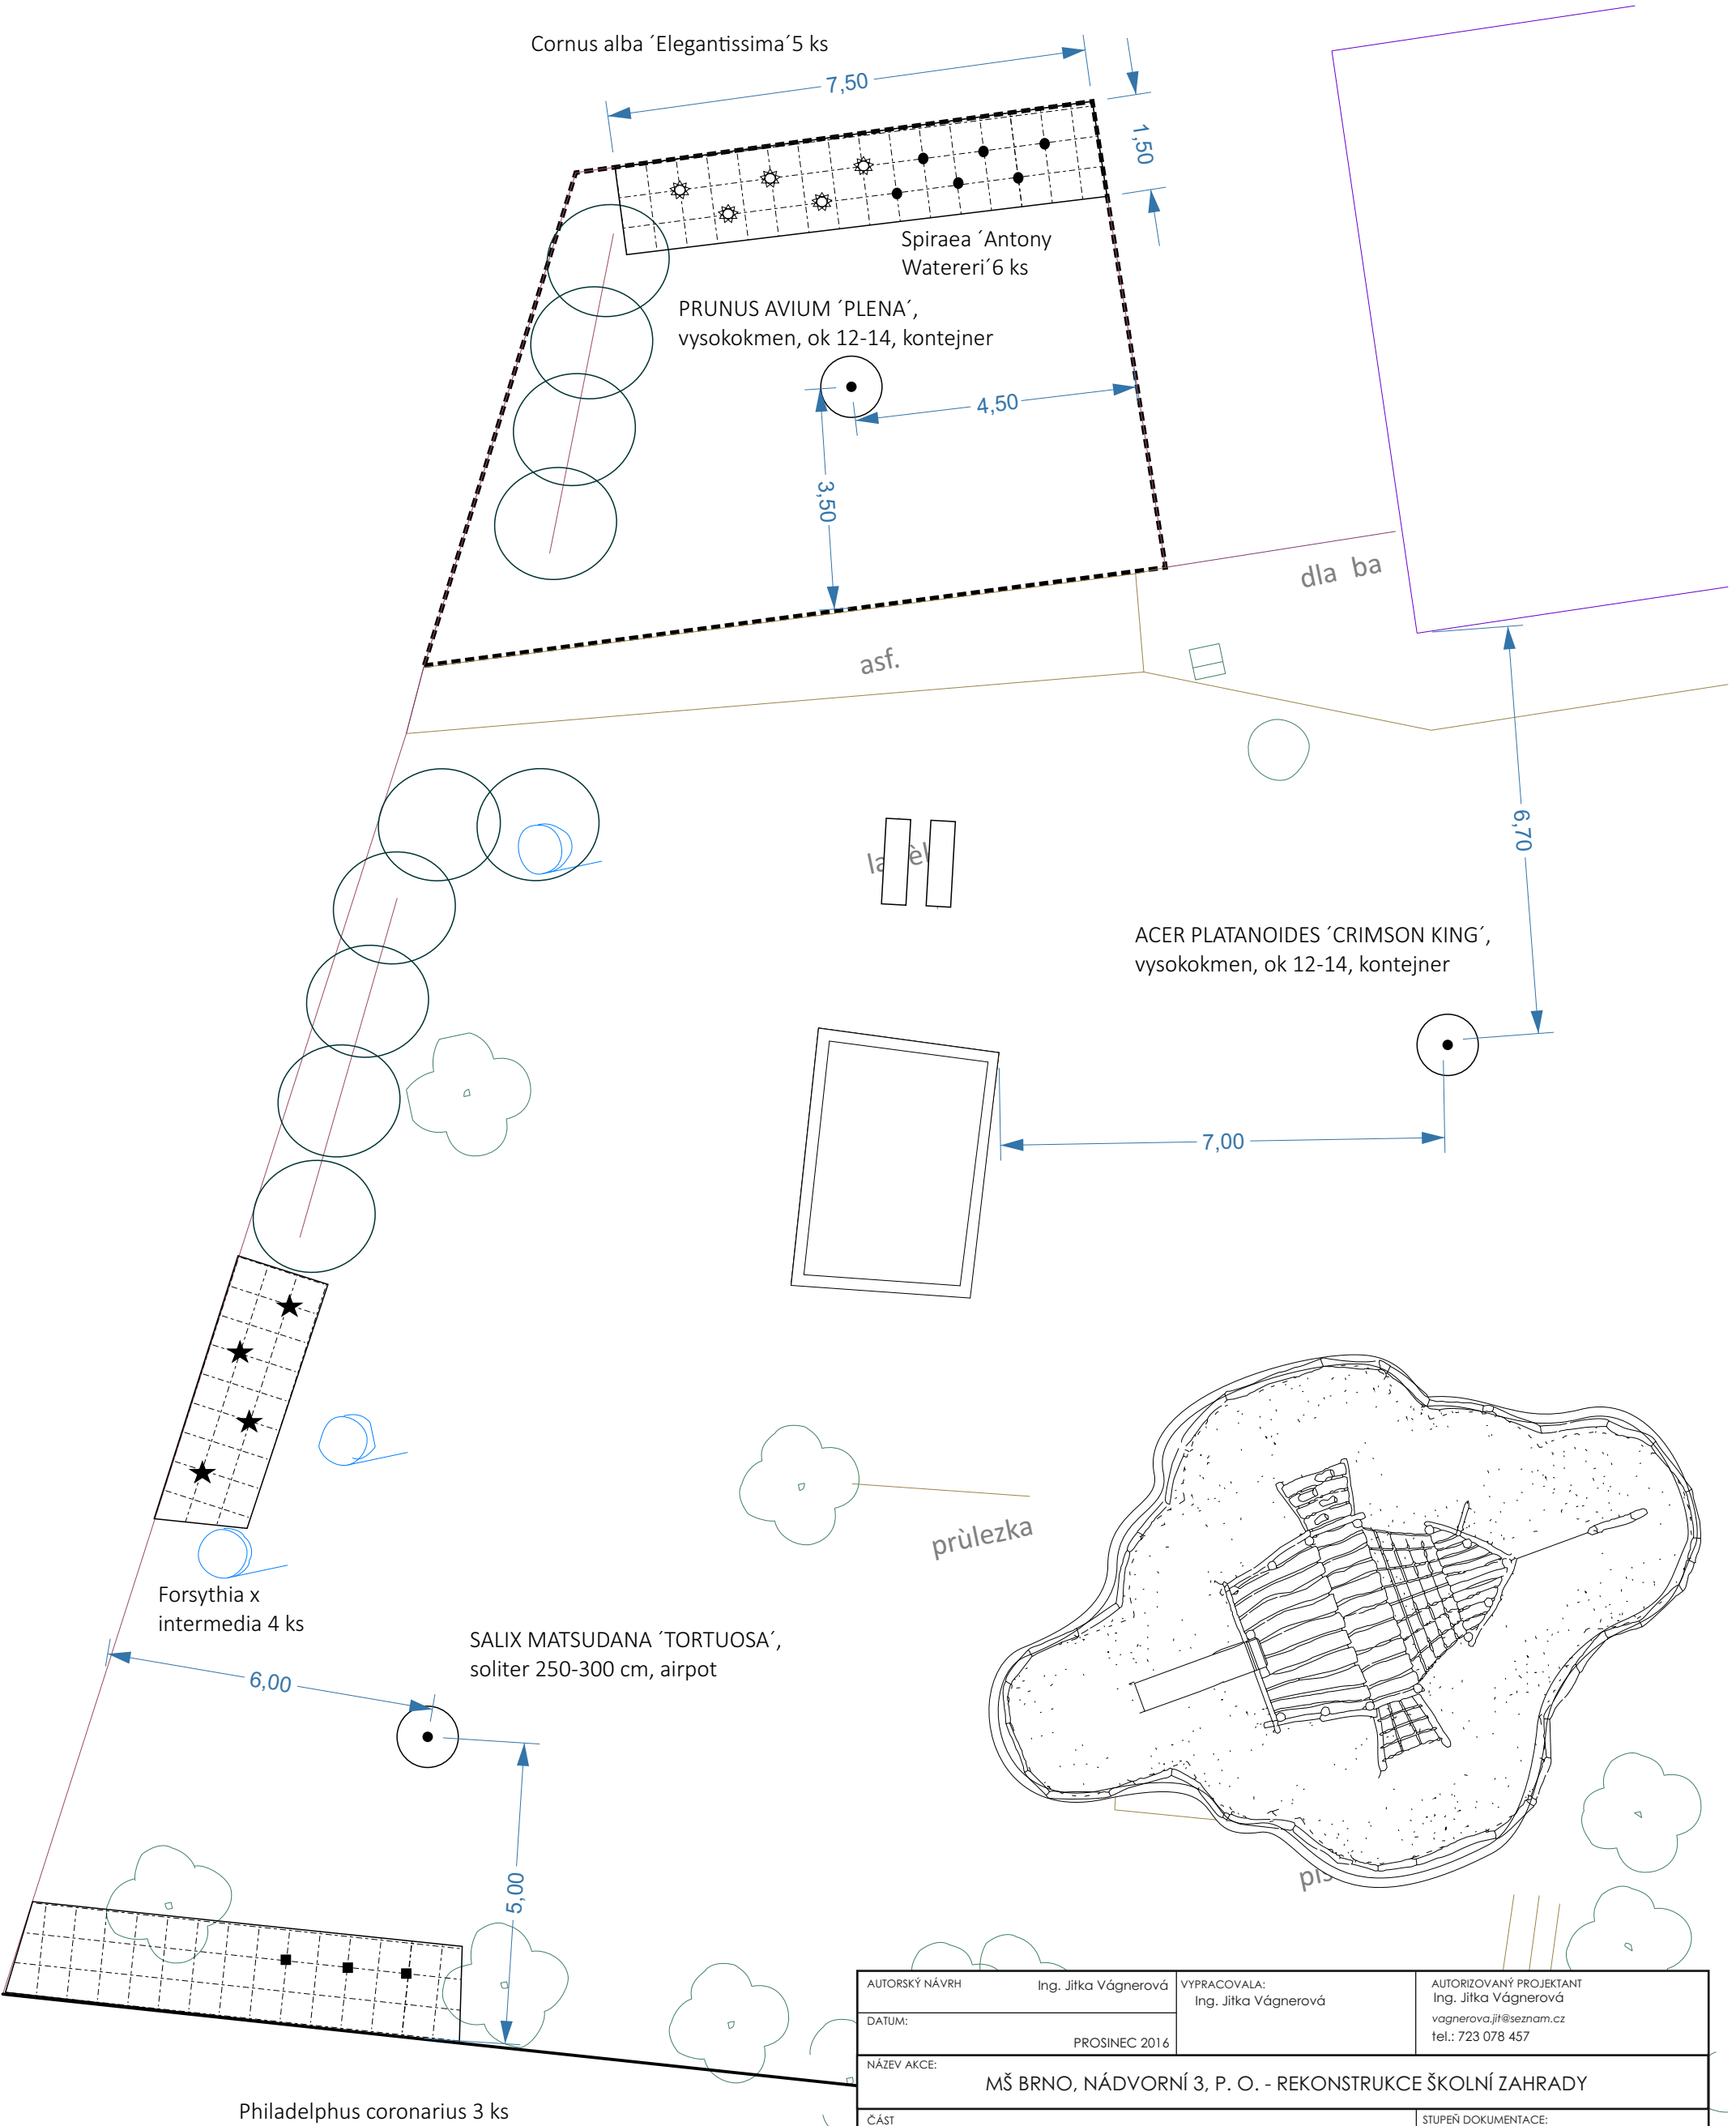 Cornus alba ´Elegantissima´5 ks
7,50
1,50
Spiraea ´Antony
Watereri´6 ks
PRUNUS AVIUM ´PLENA´,
vysokokmen, ok 12-14, kontejner
4,50
3,50
dla ba
asf.
6,70
ACER PLATANOIDES ´CRIMSON KING´,
vysokokmen, ok 12-14, kontejner
7,00
prùlezka
Forsythia x
intermedia 4 ks
SALIX MATSUDANA ´TORTUOSA´,
soliter 250-300 cm, airpot
6,00
5,00
AUTORSKÝ NÁVRH
Ing. Jitka Vágnerová
VYPRACOVALA:
Ing. Jitka Vágnerová
AUTORIZOVANÝ PROJEKTANT
Ing. Jitka Vágnerová
vagnerova.jit@seznam.cz
tel.: 723 078 457
DATUM:
PROSINEC 2016
NÁZEV AKCE:
MŠ BRNO, NÁDVORNÍ 3, P. O. - REKONSTRUKCE ŠKOLNÍ ZAHRADY
Philadelphus coronarius 3 ks
ČÁST
STUPEŇ DOKUMENTACE: